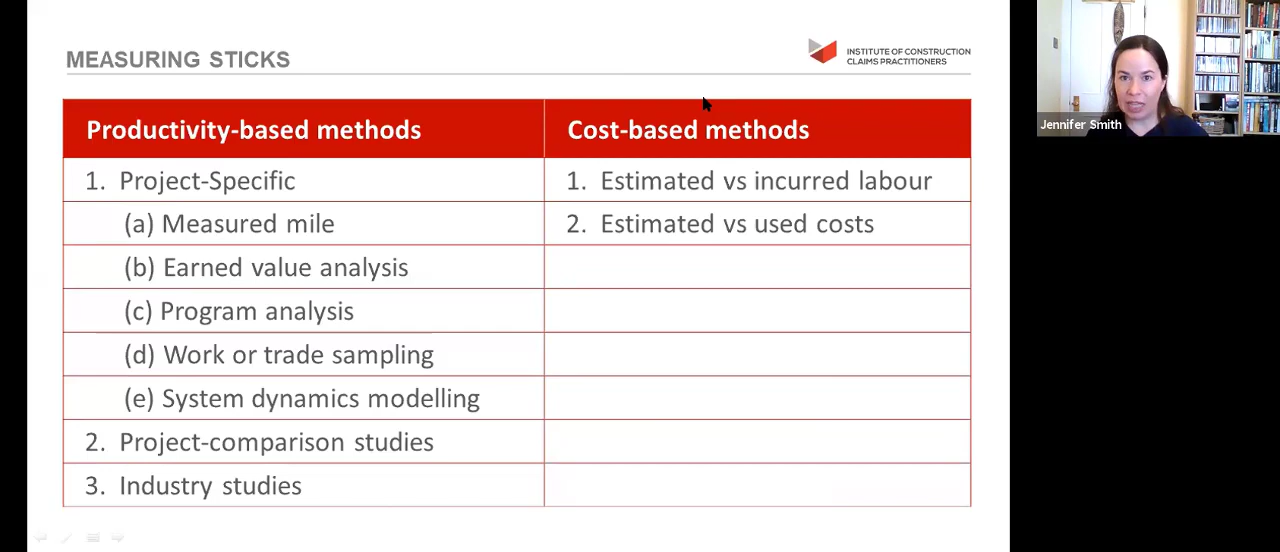 MEASURING STICKS
INSTITUTE OF CONSTRUCTION
CLAIMS PRACTITIONERS
Jennifer Smith
Productivity-based methods
Cost-based methods
1. Project-Specific
1. Estimated vs incurred labour
(a) Measured mile
2. Estimated vs used costs
(b) Earned value analysis
(c) Program analysis
(d) Work or trade sampling
(e) System dynamics modelling
2. Project-comparison studies
3. Industry studies